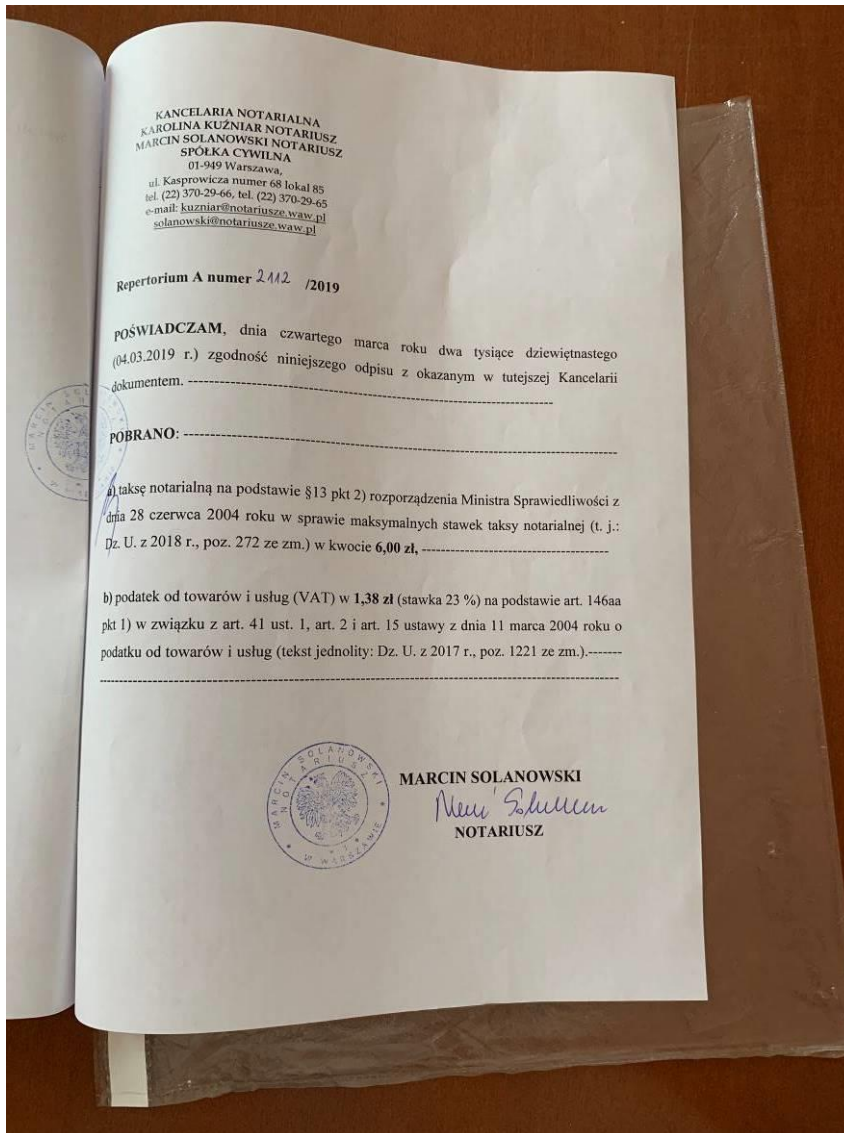 KANCELARIA NOTARIALNA
KAROLINA KUŹNIAR NOTARIUSZ
MARCIN SOLANOWSKI NOTARIUSZ
SPÓŁKA CYWILNA
01-949 Warszawa,
ul. Kasprowicza numer 68 lokal 85
tel. (22) 370-29-66, tel. (22) 370-29-65
e-mail: kuzniar@notariusze.waw.pl
solanowski@notariusze.waw.pl
Repertorium A numer 2112 /2019
POŚWIADCZAM, dnia czwartego marca roku dwa tysiące dziewiętnastego
(04.03.2019 r.) zgodność niniejszego odpisu z okazanym w tutejszej Kancelarii
dokumentem. ---
POBRANO: ---
a) taksę notarialną na podstawie §13 pkt 2) rozporządzenia Ministra Sprawiedliwości z
dnia 28 czerwca 2004 roku w sprawie maksymalnych stawek taksy notarialnej (t. j.:
Dz. U. z 2018 r., poz. 272 ze zm.) w kwocie 6,00 zł, ---
b) podatek od towarów i usług (VAT) w 1,38 zł (stawka 23 %) na podstawie art. 146aa
pkt 1) w związku z art. 41 ust. 1, art. 2 i art. 15 ustawy z dnia 11 marca 2004 roku o
podatku od towarów i usług (tekst jednolity: Dz. U. z 2017 r., poz. 1221 ze zm.).---
MARCIN SOLANOWSKI
NOTARIUSZ
W WARSZAWIE
MARCIN SOLANOWSKI
NOTARIUSZ